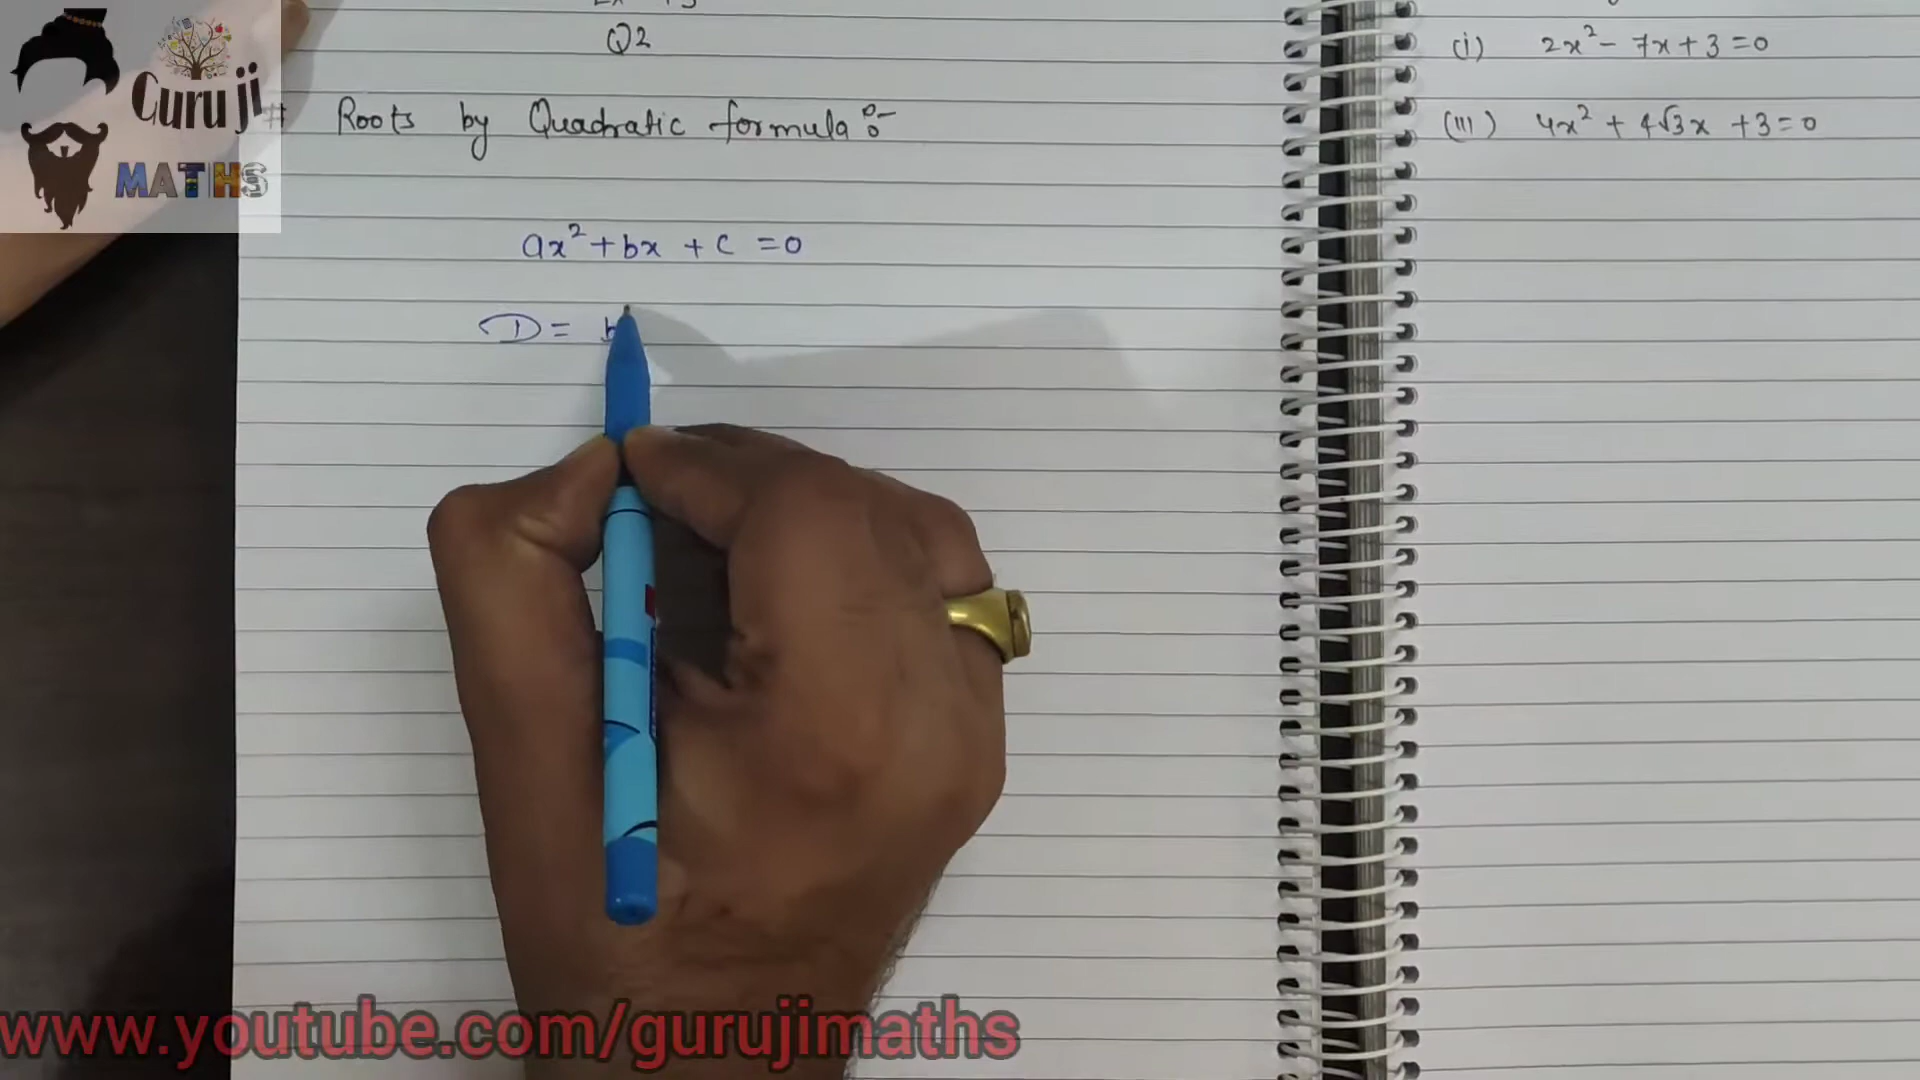 Q2
# Roots by Quadratic formula :-
ax² + bx + c = 0
D = b
(i) 2x² - 7x + 3 = 0
(iii) 4x² + 4√3x + 3 = 0
Guru ji
MATHS
www.youtube.com/gurujimaths